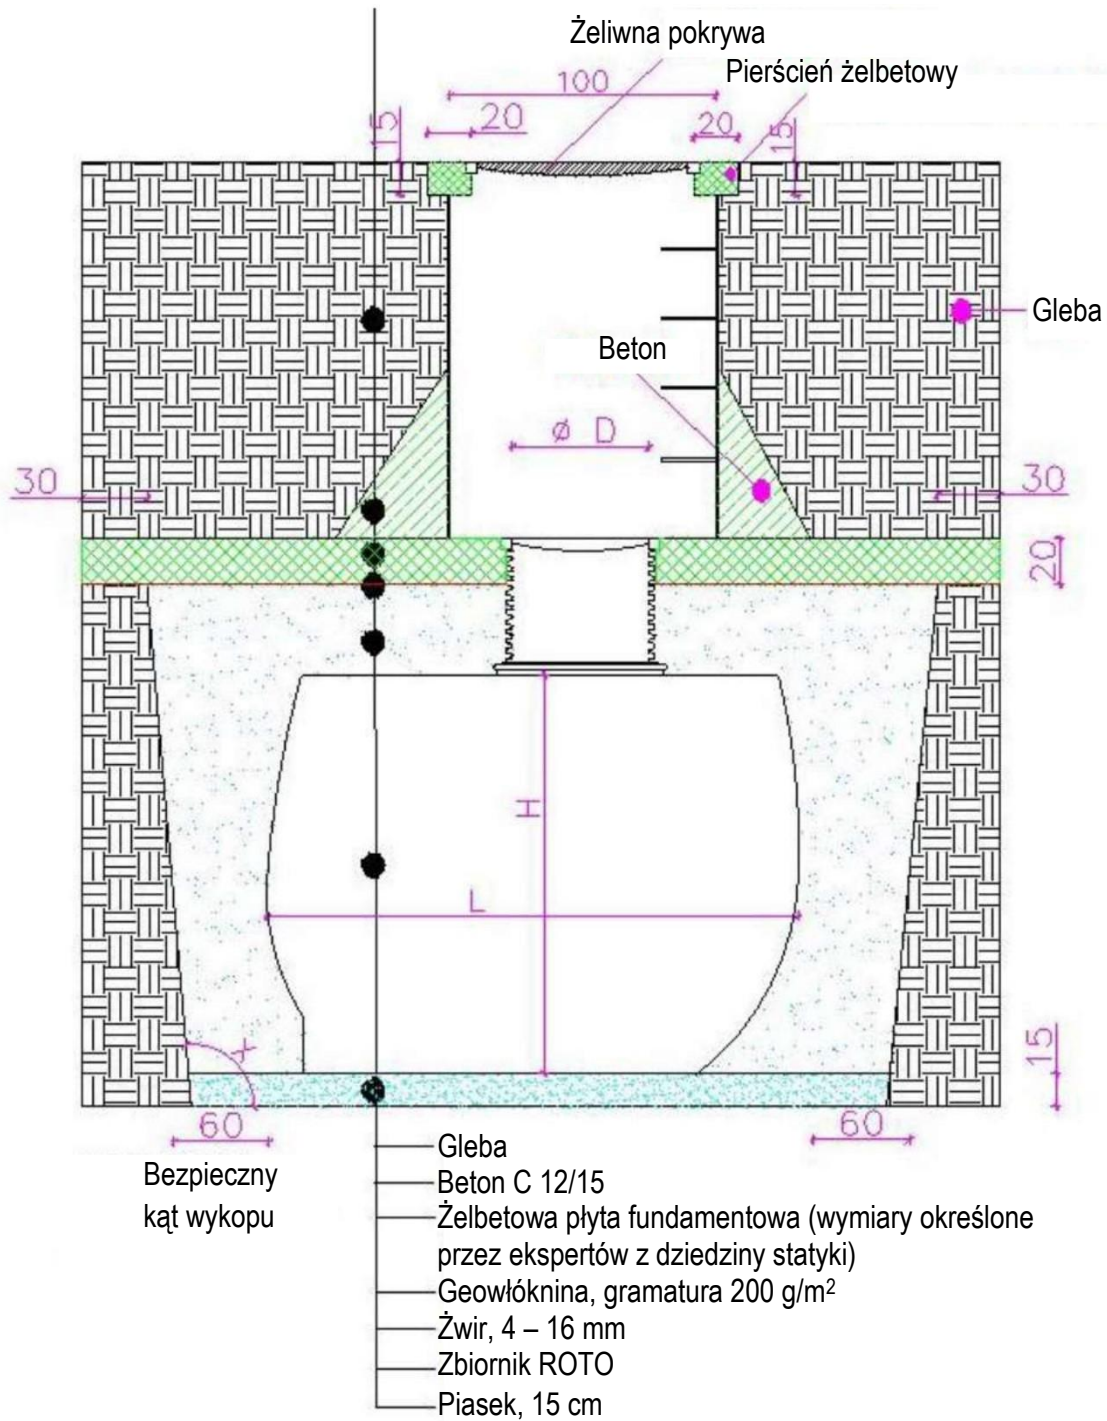 Żeliwna pokrywa
Pierścień żelbetowy
100
15
20
20
15
Gleba
Beton
ø D
30
30
20
H
L
x
15
60
60
Bezpieczny
kąt wykopu
Gleba
Beton C 12/15
Żelbetowa płyta fundamentowa (wymiary określone
przez ekspertów z dziedziny statyki)
Geowłóknina, gramatura 200 g/m²
Żwir, 4 – 16 mm
Zbiornik ROTO
Piasek, 15 cm